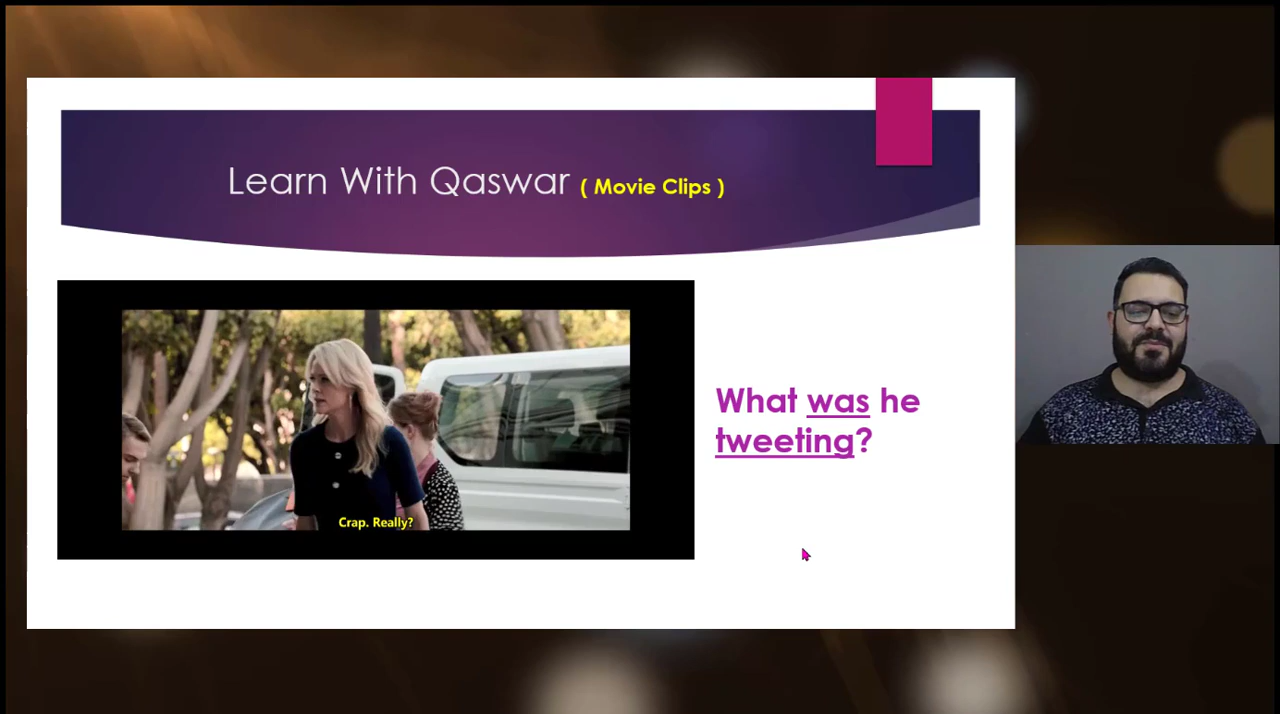 Learn With Qaswar ( Movie Clips )
Crap. Really?
What was he
tweeting?